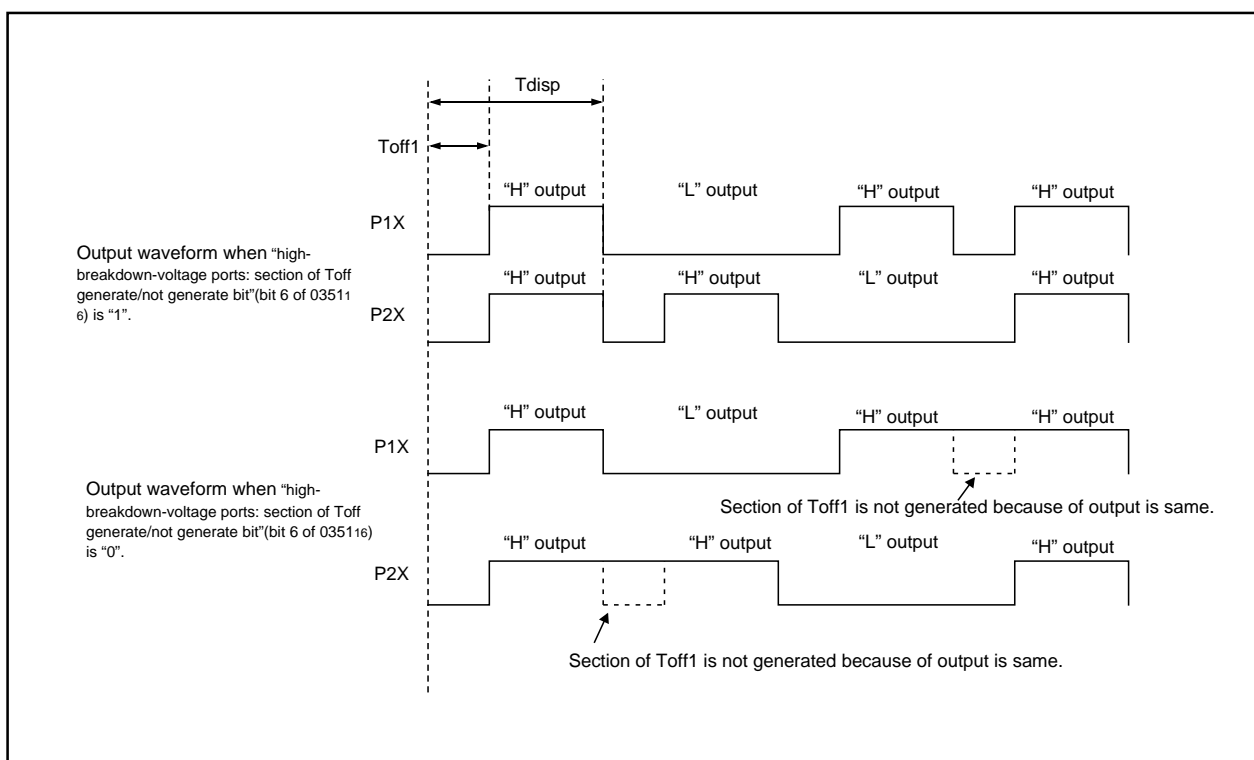 Tdisp
Toff1
“H” output “L” output “H” output “H” output
P1X
Output waveform when “high-
breakdown-voltage ports: section of Toff
generate/not generate bit”(bit 6 of 03511
6) is “1”.
“H” output “H” output “L” output “H” output
P2X
“H” output “L” output “H” output “H” output
P1X
Section of Toff1 is not generated because of output is same.
Output waveform when “high-
breakdown-voltage ports: section of Toff
generate/not generate bit”(bit 6 of 035116)
is “0”.
“H” output “H” output “L” output “H” output
P2X
Section of Toff1 is not generated because of output is same.